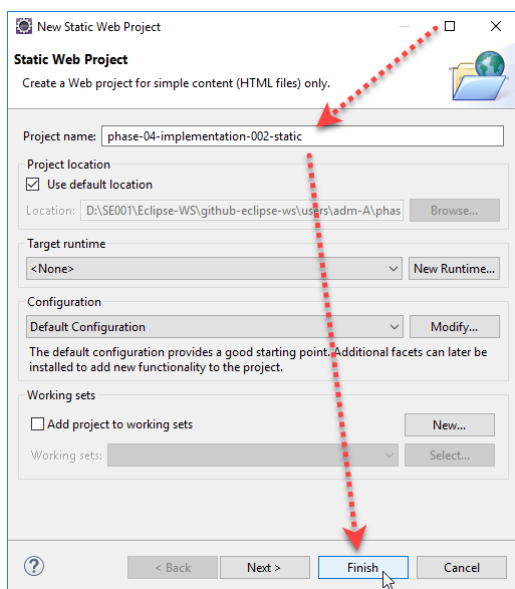 New Static Web Project
Static Web Project
Create a Web project for simple content (HTML files) only.
Project name: phase-04-implementation-002-static
Project location
Use default location
Location: D:\SE001\Eclipse-WS\github-eclipse-ws\users\adm-A\phas Browse...
Target runtime
<None> New Runtime...
Configuration
Default Configuration Modify...
The default configuration provides a good starting point. Additional facets can later be
installed to add new functionality to the project.
Working sets
Add project to working sets New...
Working sets: Select...
? < Back Next > Finish Cancel